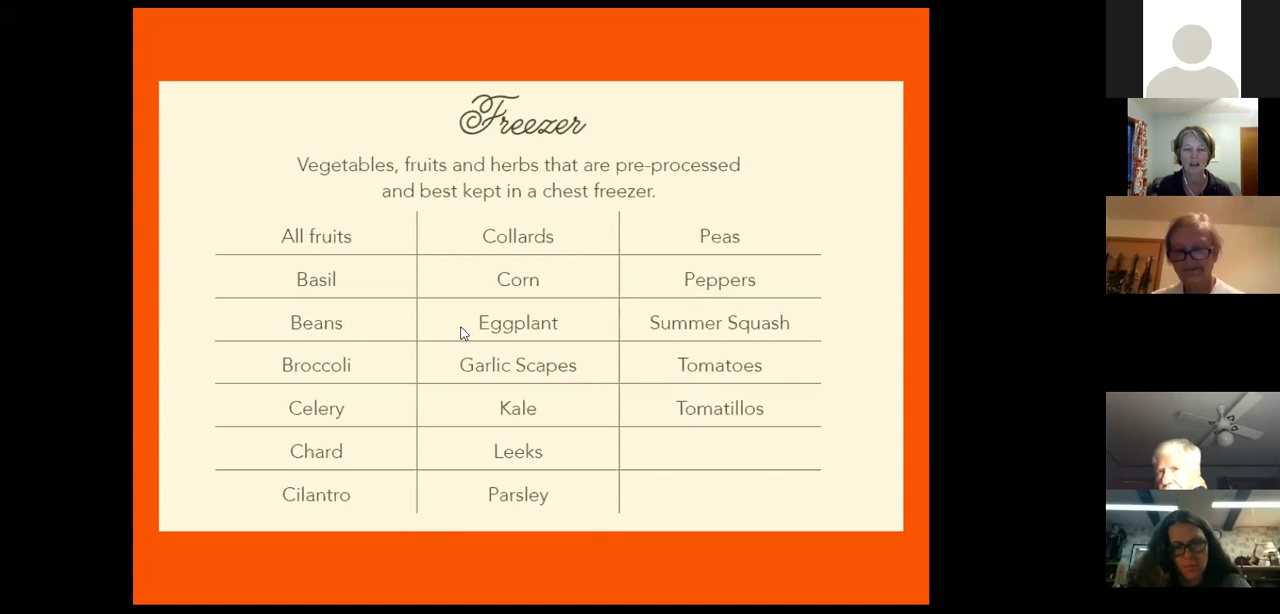 Freezer
Vegetables, fruits and herbs that are pre-processed
and best kept in a chest freezer.
All fruits Collards Peas
Basil Corn Peppers
Beans Eggplant Summer Squash
Broccoli Garlic Scapes Tomatoes
Celery Kale Tomatillos
Chard Leeks
Cilantro Parsley